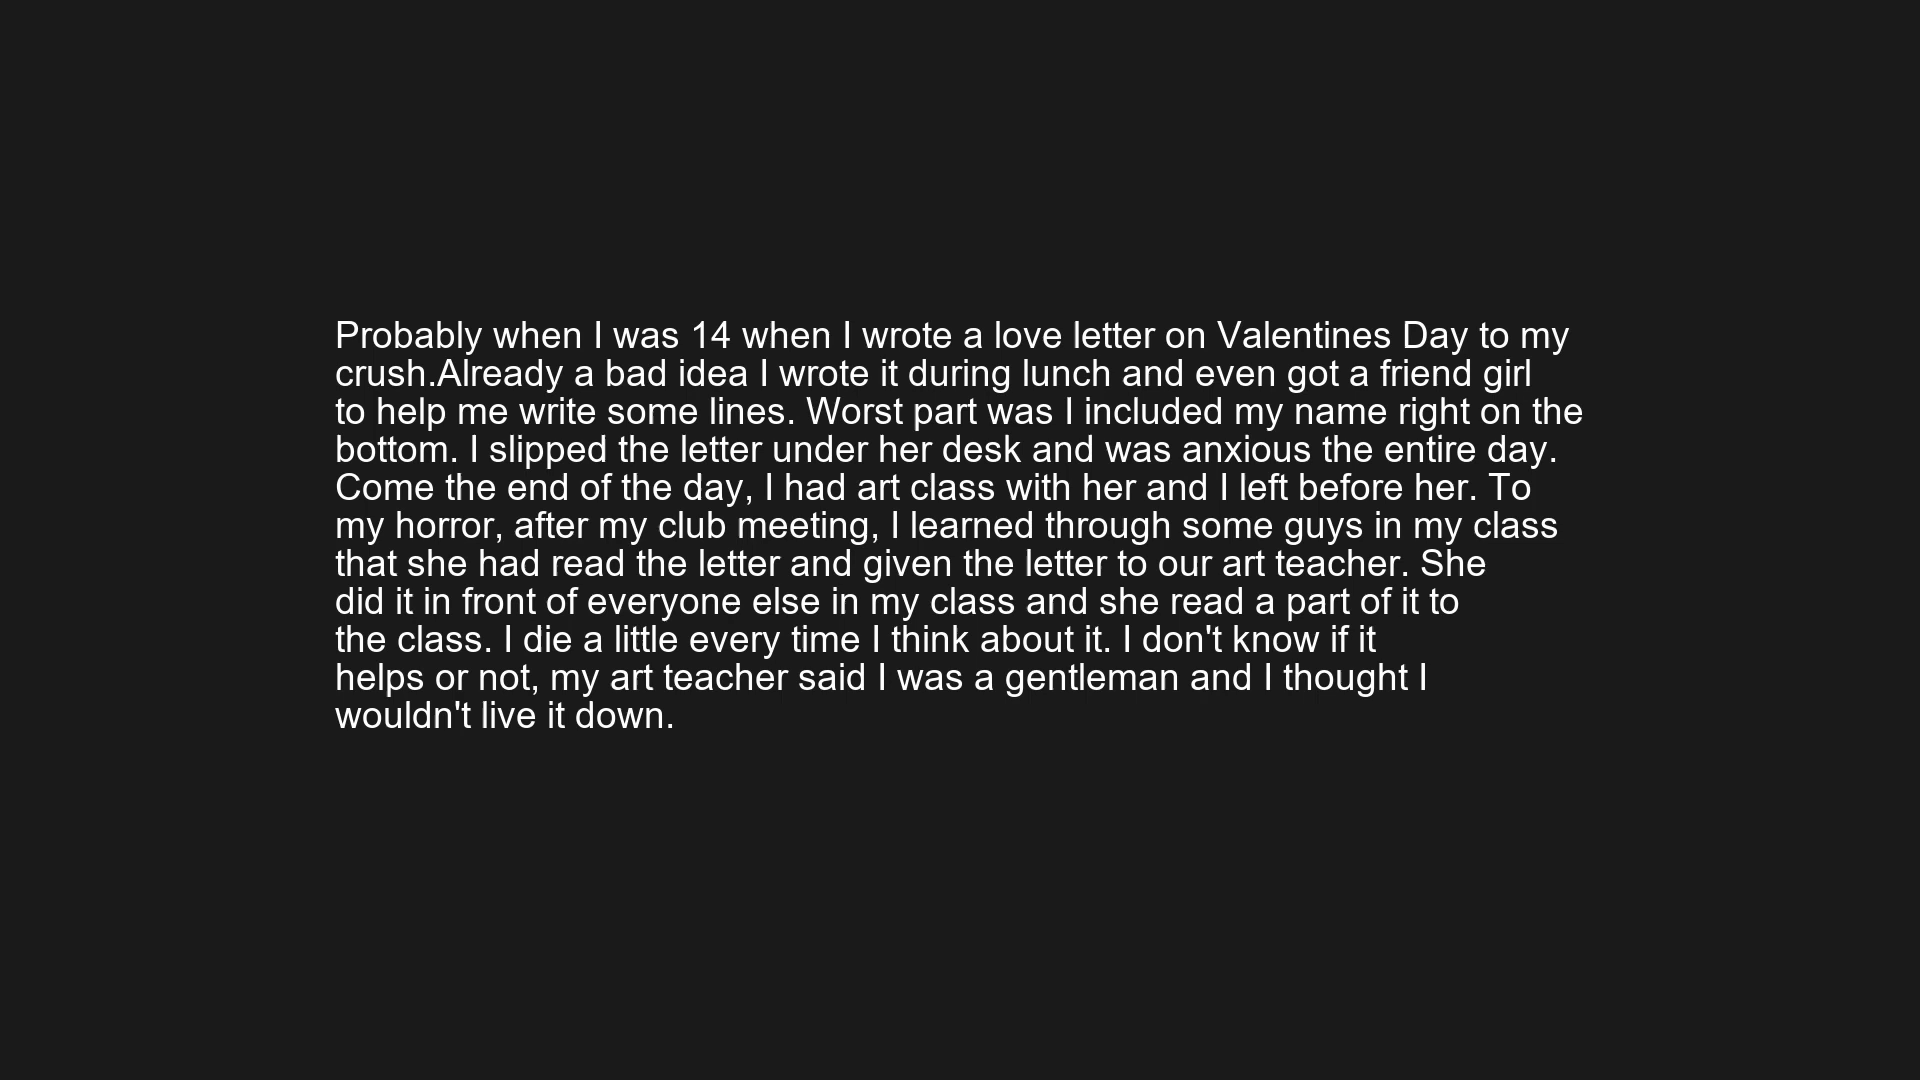 Probably when I was 14 when I wrote a love letter on Valentines Day to my
crush.Already a bad idea I wrote it during lunch and even got a friend girl
to help me write some lines. Worst part was I included my name right on the
bottom. I slipped the letter under her desk and was anxious the entire day.
Come the end of the day, I had art class with her and I left before her. To
my horror, after my club meeting, I learned through some guys in my class
that she had read the letter and given the letter to our art teacher. She
did it in front of everyone else in my class and she read a part of it to
the class. I die a little every time I think about it. I don't know if it
helps or not, my art teacher said I was a gentleman and I thought I
wouldn't live it down.